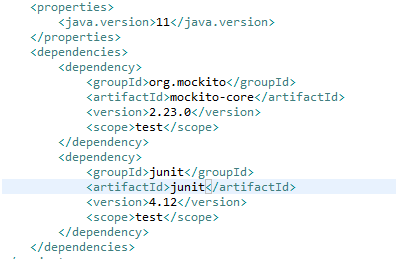 <properties>
<java.version>11</java.version>
</properties>
<dependencies>
<dependency>
<groupId>org.mockito</groupId>
<artifactId>mockito-core</artifactId>
<version>2.23.0</version>
<scope>test</scope>
</dependency>
<dependency>
<groupId>junit</groupId>
<artifactId>junit</artifactId>
<version>4.12</version>
<scope>test</scope>
</dependency>
</dependencies>